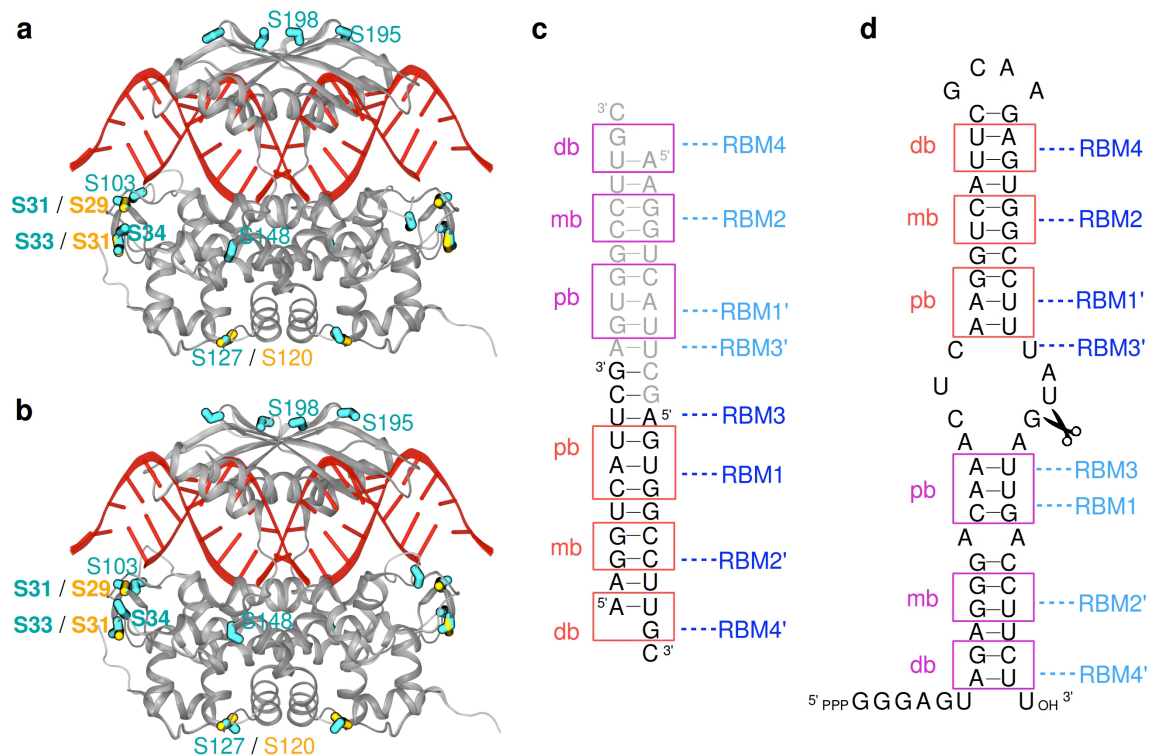 a
S198
S195
S103
S31 / S29
S33 / S31
S34
S148
S127 / S120
b
S198
S195
S103
S31 / S29
S33 / S31
S34
S148
S127 / S120
c
3' C
G
db U–A 5' RBM4
U–A
C–G
mb RBM2
C–G
G–U
G–C
pb U–A RBM1'
G–U
A–U RBM3'
3' G–C
C–G
U–A 5' RBM3
pb U–G
A–U RBM1
C–G
U–G
mb G–C
G–C RBM2'
A–U
5' A U
db G RBM4'
C 3'
d
C A
G A
C G
db U–A RBM4
U–G
A–U
mb C–G RBM2
U–G
G–C
G–C
pb A–U RBM1'
A–U
C U RBM3'
A
U U
C G
A A
A–U RBM3
pb A–U RBM1
C–G
A A
G–C
mb G–C RBM2'
G–U
A–U
db G–C RBM4'
A–U
5' PPP G G G A G U U OH 3'